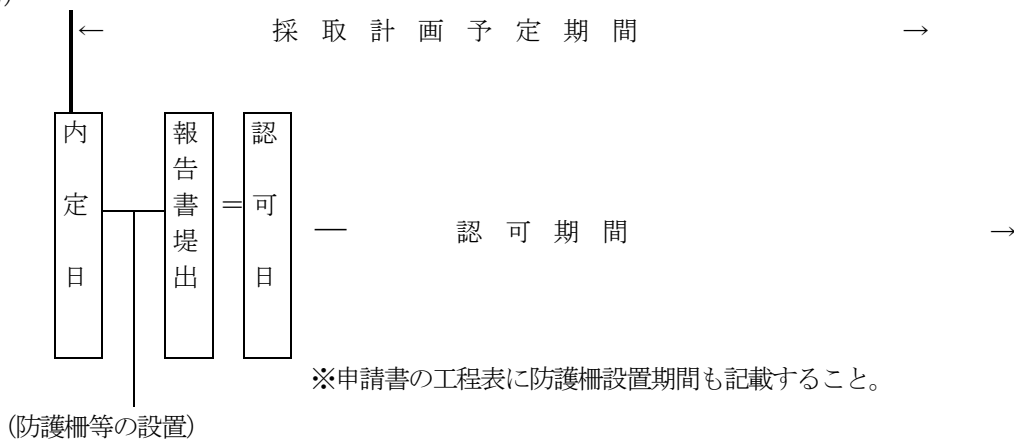 ← 採取計画予定期間 →
内定日
報告書堤出
=
認可日
― 認可期間 →
※申請書の工程表に防護柵設置期間も記載すること。
(防護柵等の設置)